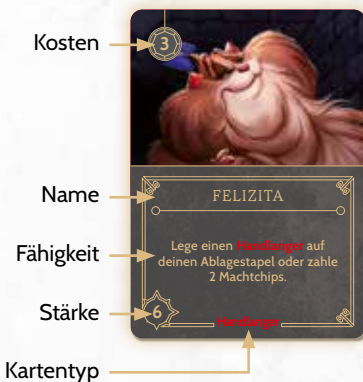 Kosten
3
Name
FELIZITA
Fähigkeit
Lege einen Handlanger auf
deinen Ablagestapel oder zahle
2 Machtchips.
Stärke
6
Handlanger
Kartentyp